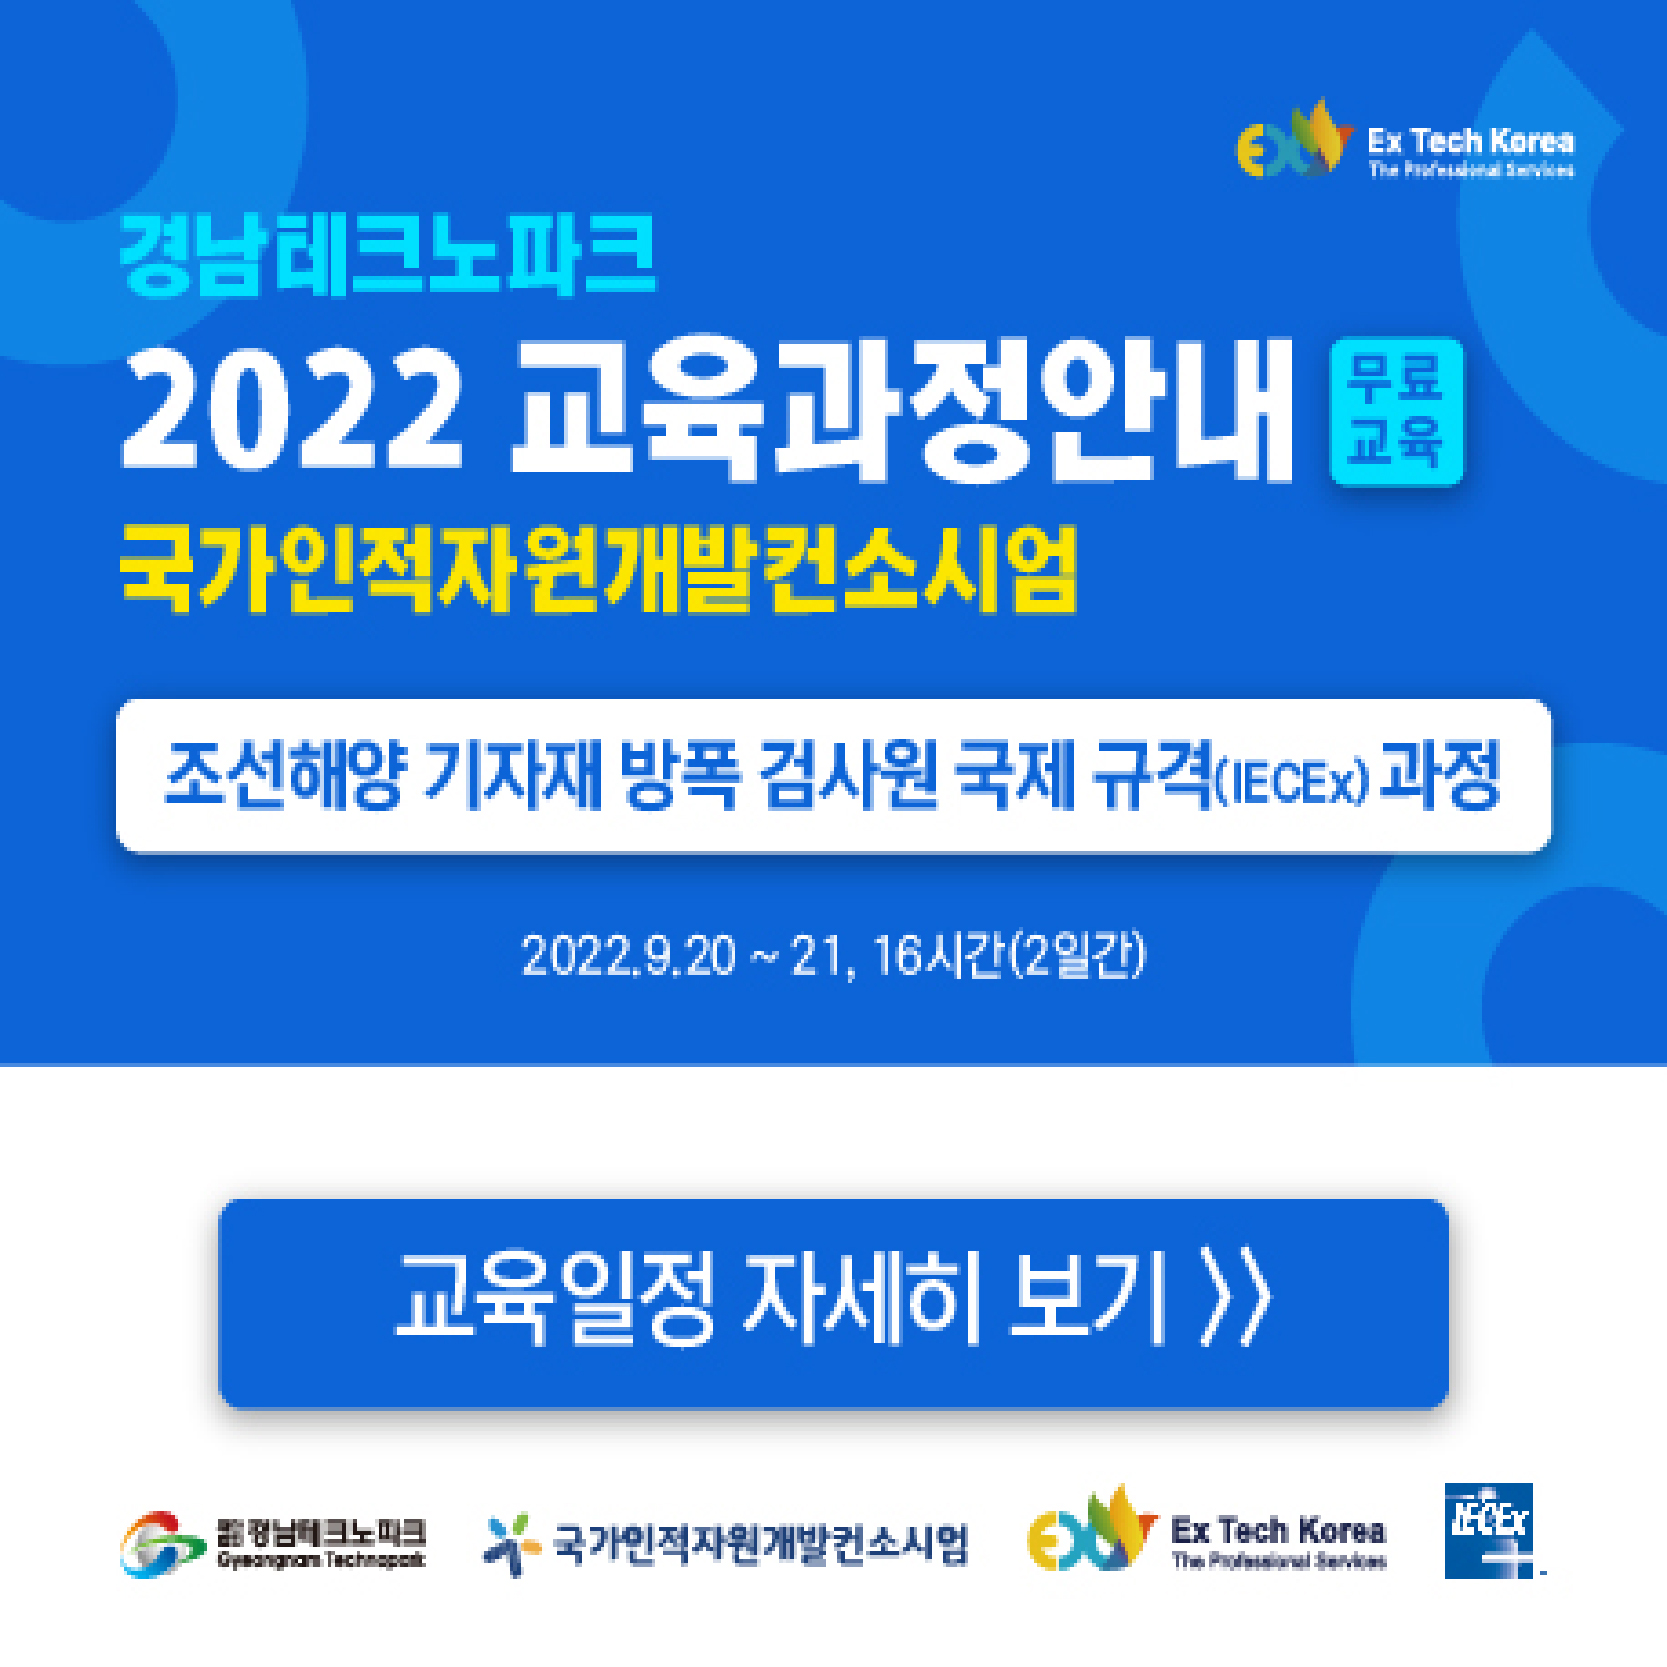 Ex Tech Korea
The Professional Services
경남테크노파크
2022 교육과정안내
무료
교육
국가인적자원개발컨소시엄
조선해양 기자재 방폭 검사원 국제 규격(IECEx) 과정
2022.9.20 ~ 21, 16시간(2일간)
교육일정 자세히 보기 >>
경남테크노파크
Gyeongnam Technopark
국가인적자원개발컨소시엄
Ex Tech Korea
The Professional Services
IECEx